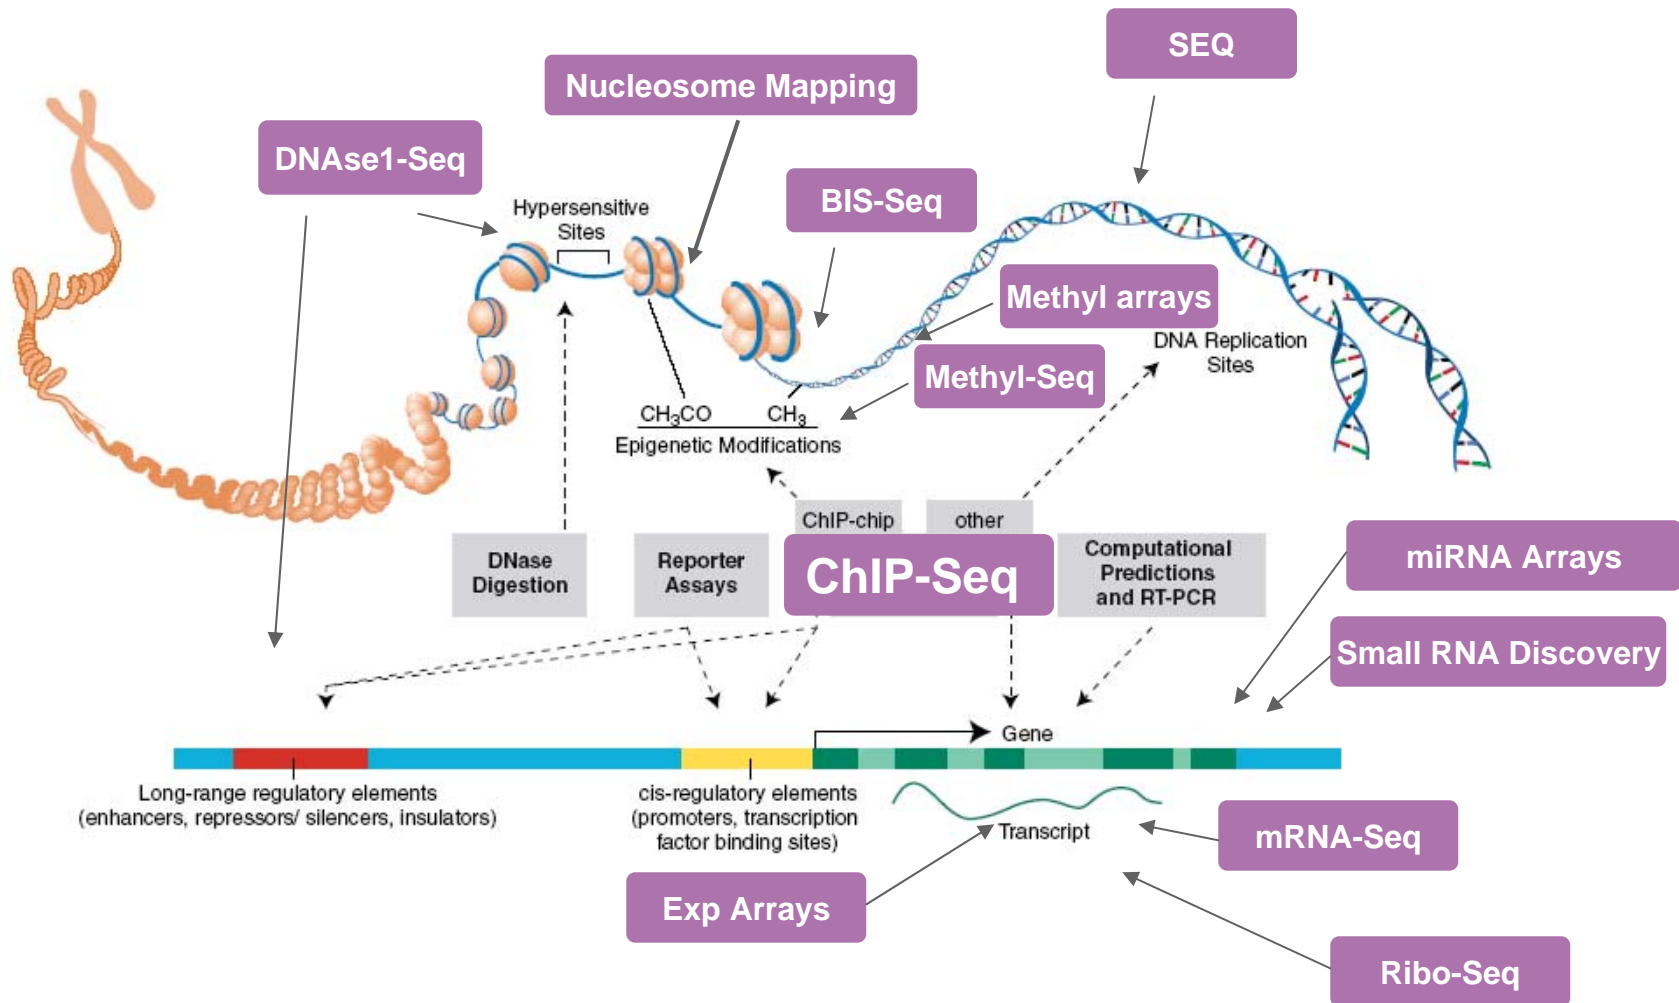 SEQ
Nucleosome Mapping
DNAse1-Seq
BIS-Seq
Hypersensitive
Sites
Methyl arrays
DNA Replication
Sites
Methyl-Seq
CH3CO
CH3
Epigenetic Modifications
ChIP-chip
other
DNase
Digestion
Reporter
Assays
ChIP-Seq
Computational
Predictions
and RT-PCR
miRNA Arrays
Small RNA Discovery
Gene
Long-range regulatory elements
(enhancers, repressors/ silencers, insulators)
cis-regulatory elements
(promoters, transcription
factor binding sites)
Transcript
mRNA-Seq
Exp Arrays
Ribo-Seq